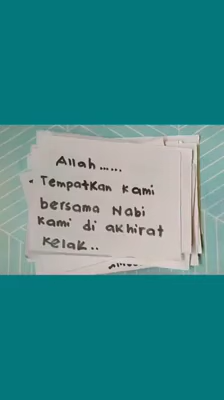 Allah......
• Tempatkan kami
bersama Nabi
kami di akhirat
kelak..